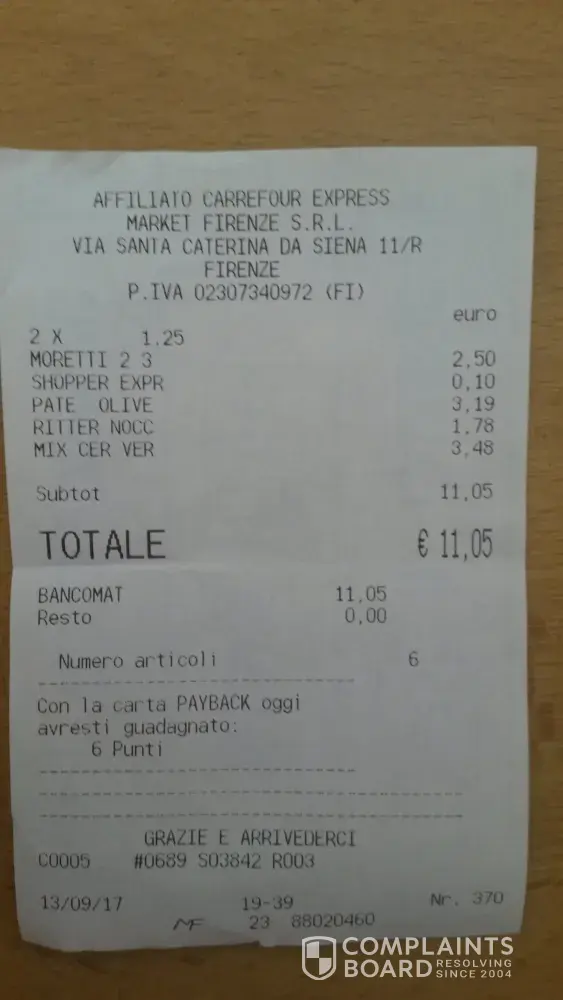 AFFILIATO CARREFOUR EXPRESS
MARKET FIRENZE S.R.L.
VIA SANTA CATERINA DA SIENA 11/R
FIRENZE
P.IVA 02307340972 (FI)
euro
2 X 1.25
MORETTI 2 3 2,50
SHOPPER EXPR 0,10
PATE OLIVE 3,19
RITTER NOCC 1,78
MIX CER VER 3,48
Subtot 11,05
TOTALE € 11,05
BANCOMAT 11,05
Resto 0,00
Numero articoli 6
Con la carta PAYBACK oggi
avresti guadagnato:
6 Punti
GRAZIE E ARRIVEDERCI
C0005 #0689 S03842 R003
13/09/17 19-39 Nr. 370
MF 23 88020460
COMPLAINTS
BOARD RESOLVING
SINCE 2004